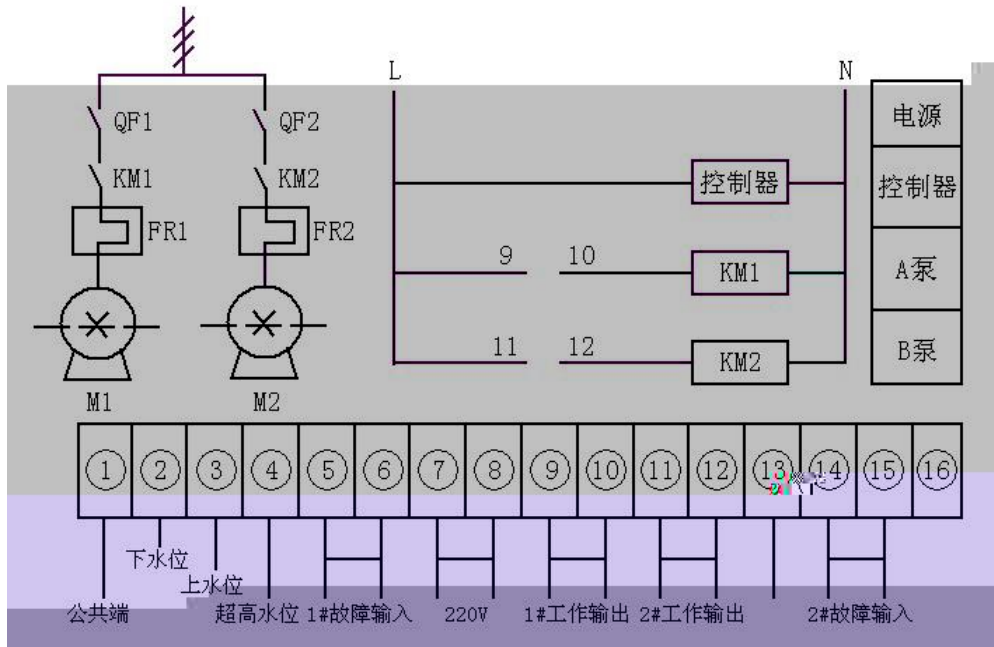 L N
QF1 QF2 电源
KM1 KM2 控制器 控制器
FR1 FR2
9 10 KM1 A泵
11 12 KM2 B泵
M1 M2
1 2 3 4 5 6 7 8 9 10 11 12 13 14 15 16
下水位
上水位
公共端 超高水位 1#故障输入 220V 1#工作输出 2#工作输出 2#故障输入